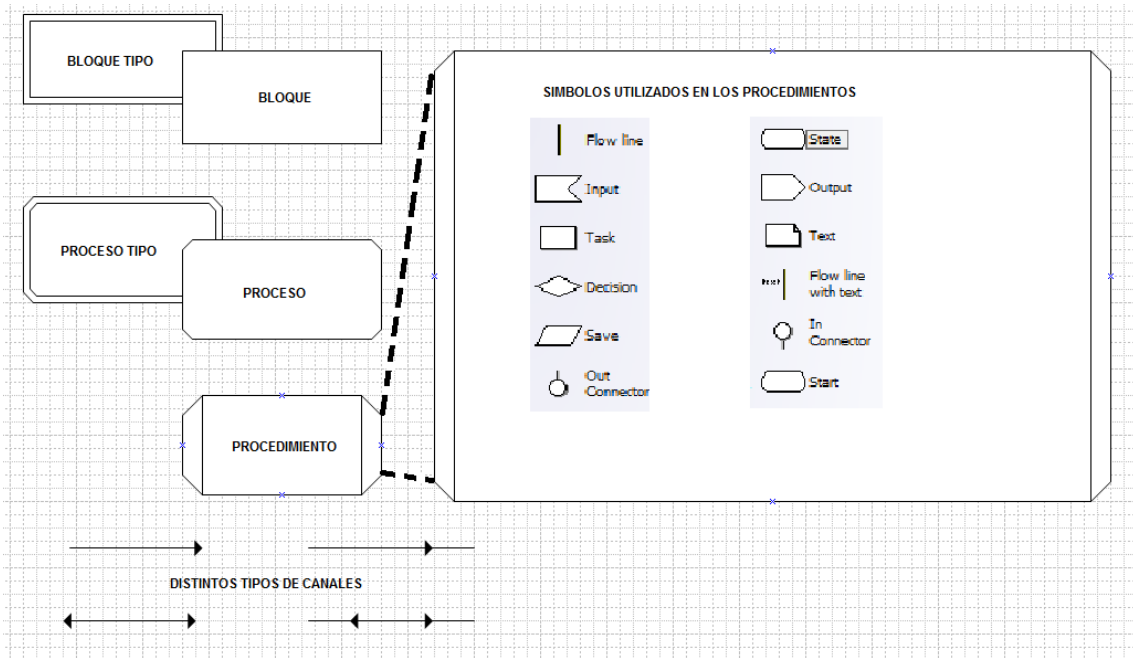 BLOQUE TIPO
BLOQUE
PROCESO TIPO
PROCESO
PROCEDIMIENTO
SIMBOLOS UTILIZADOS EN LOS PROCEDIMIENTOS
Flow line
Input
Task
Decision
Save
Out
Connector
State
Output
Text
Flow line
with text
In
Connector
Start
DISTINTOS TIPOS DE CANALES